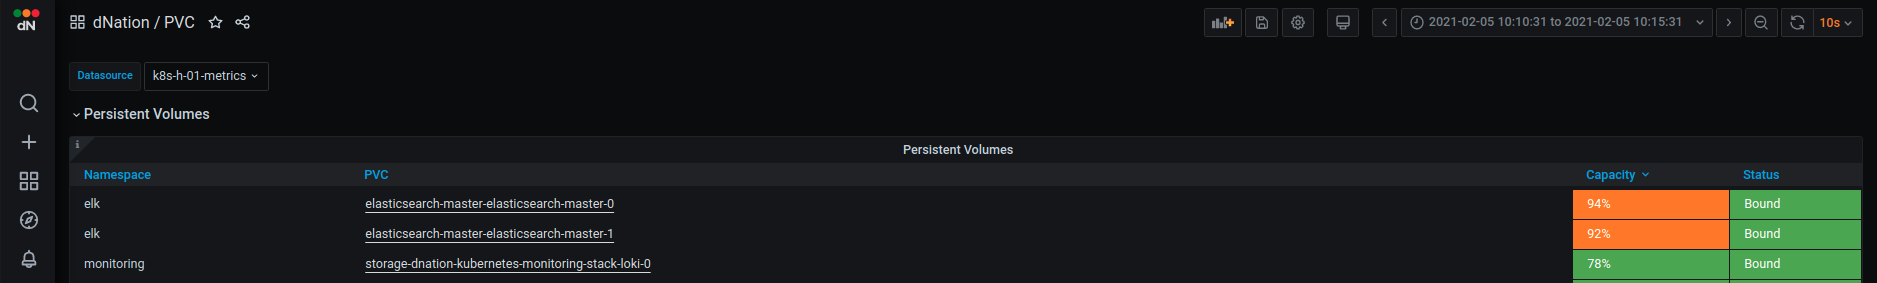 dN
dNation / PVC
2021-02-05 10:10:31 to 2021-02-05 10:15:31
10s
Datasource k8s-h-01-metrics
Persistent Volumes
i
Persistent Volumes
Namespace PVC Capacity Status
elk elasticsearch-master-elasticsearch-master-0 94% Bound
elk elasticsearch-master-elasticsearch-master-1 92% Bound
monitoring storage-dnation-kubernetes-monitoring-stack-loki-0 78% Bound